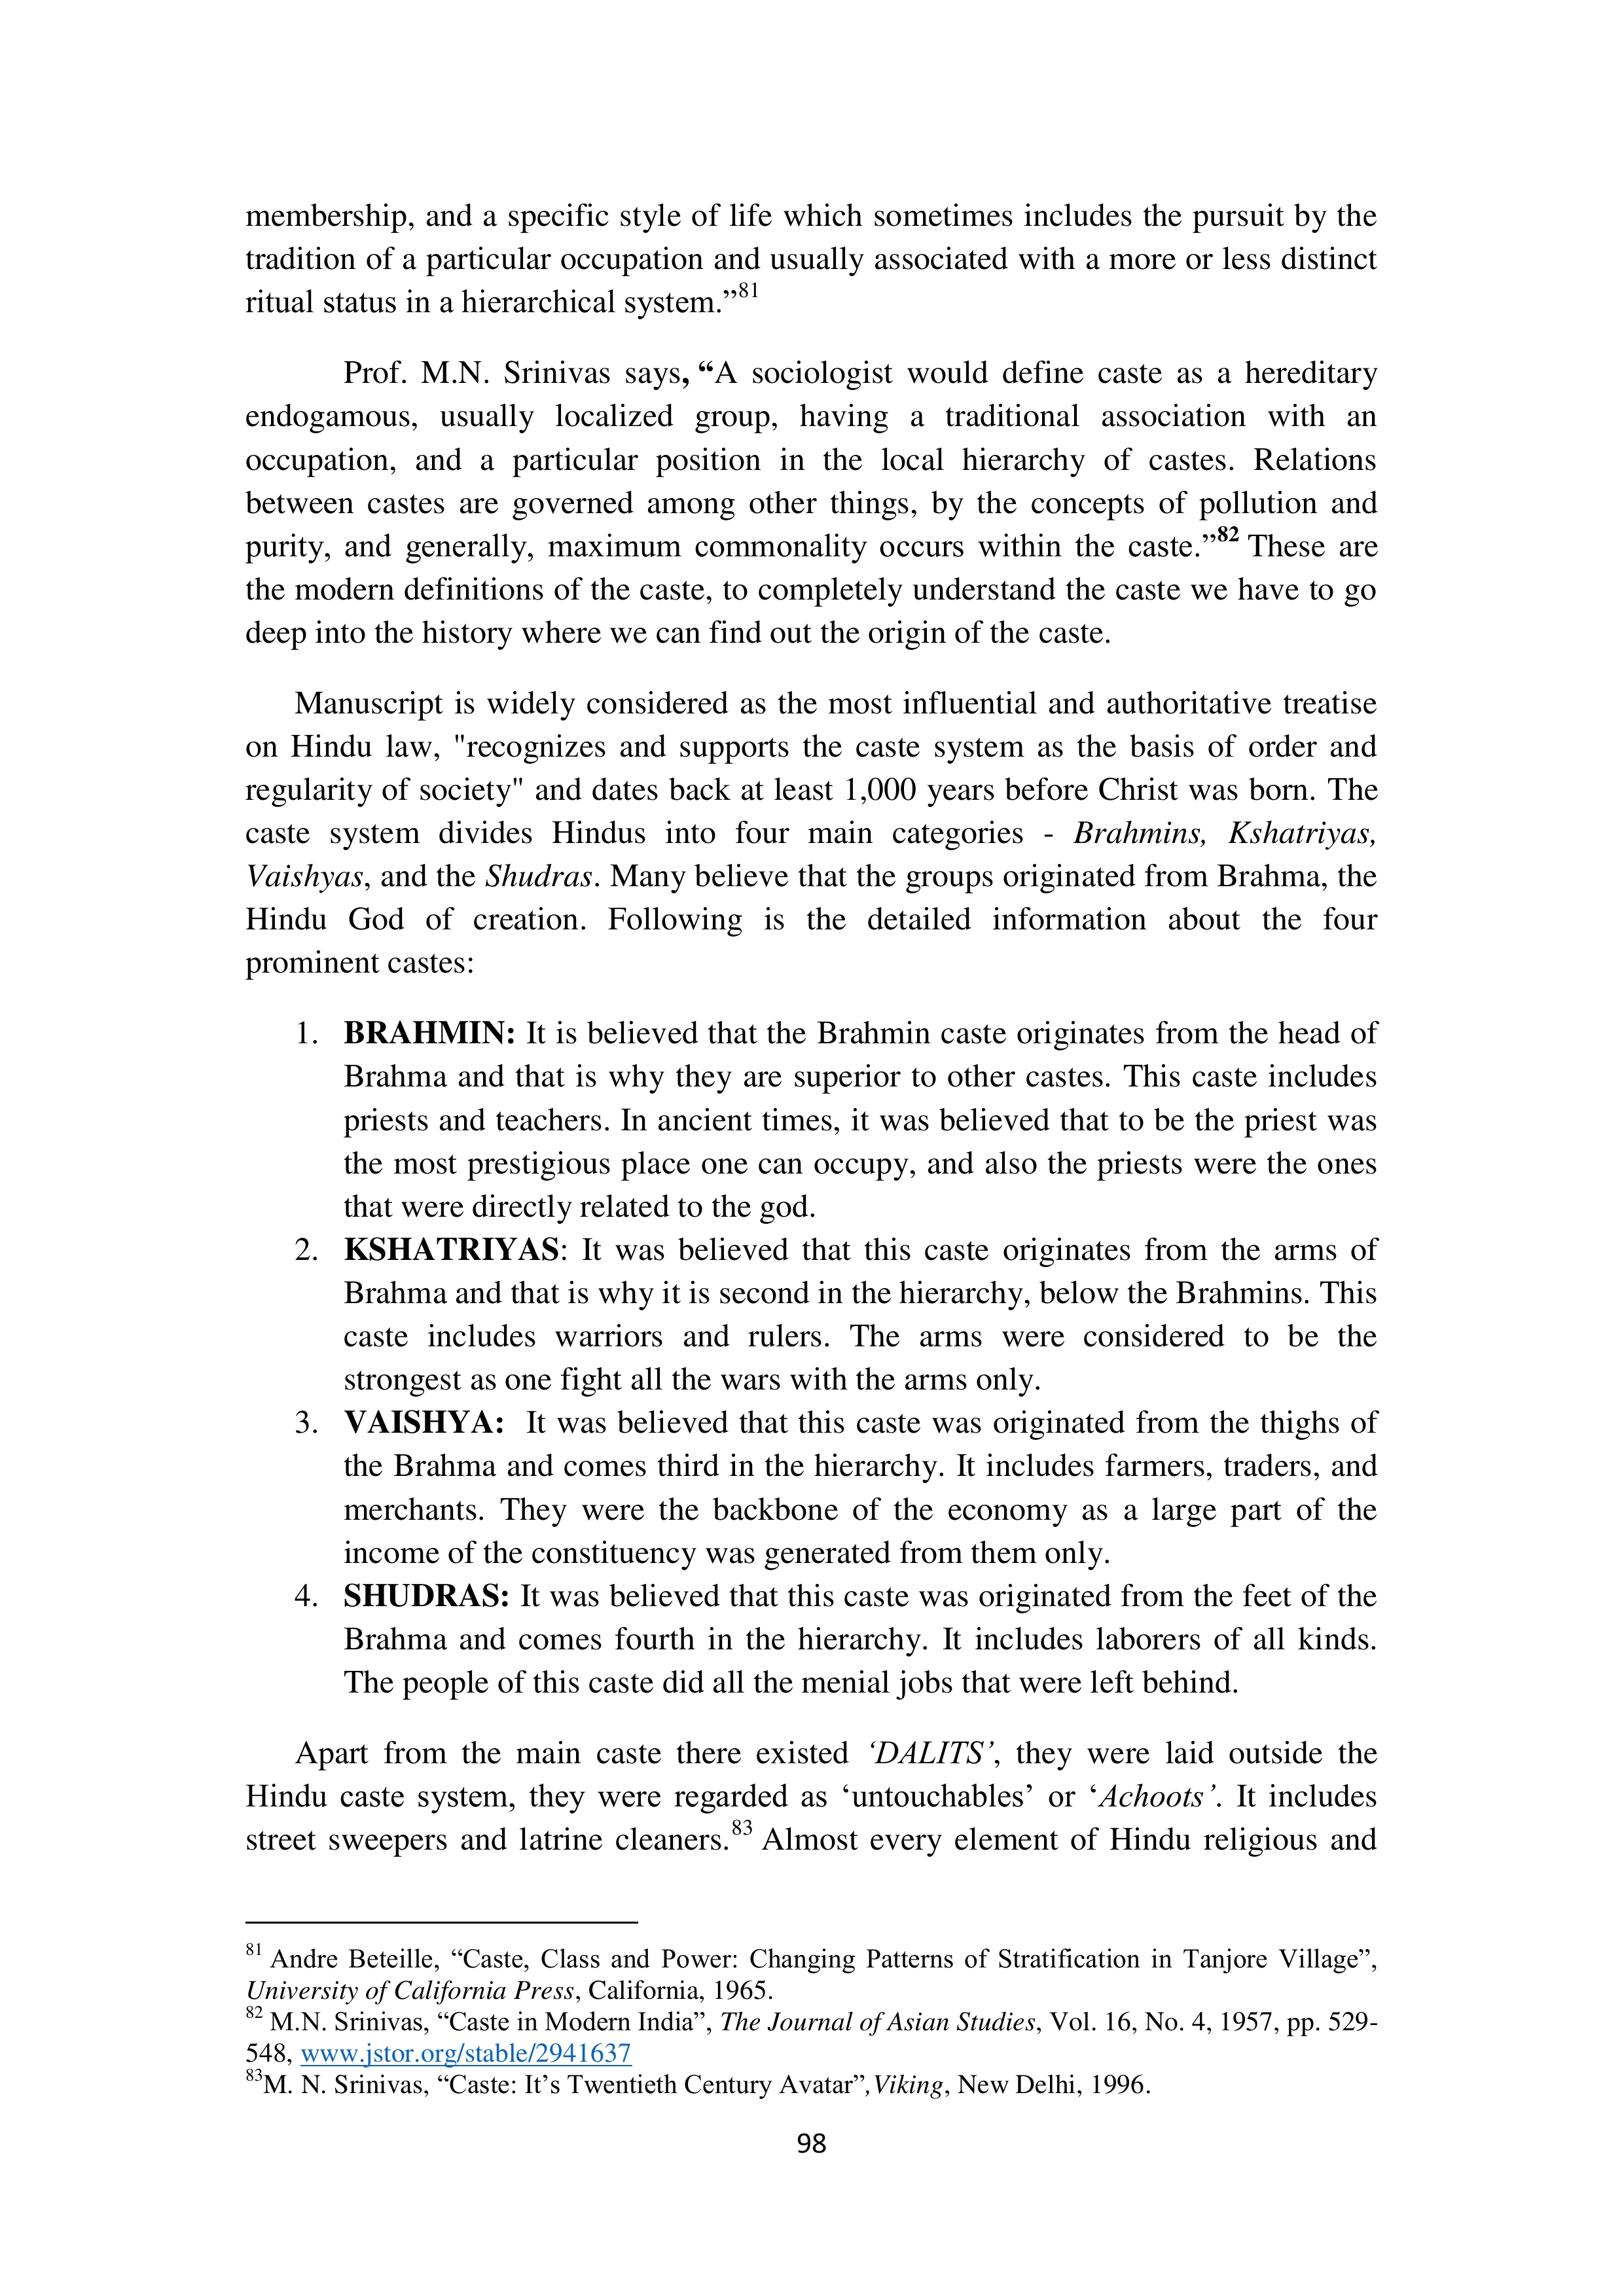 membership, and a specific style of life which sometimes includes the pursuit by the
tradition of a particular occupation and usually associated with a more or less distinct
ritual status in a hierarchical system.”81
Prof. M.N. Srinivas says, “A sociologist would define caste as a hereditary
endogamous, usually localized group, having a traditional association with an
occupation, and a particular position in the local hierarchy of castes. Relations
between castes are governed among other things, by the concepts of pollution and
purity, and generally, maximum commonality occurs within the caste.”82 These are
the modern definitions of the caste, to completely understand the caste we have to go
deep into the history where we can find out the origin of the caste.
Manuscript is widely considered as the most influential and authoritative treatise
on Hindu law, "recognizes and supports the caste system as the basis of order and
regularity of society" and dates back at least 1,000 years before Christ was born. The
caste system divides Hindus into four main categories - Brahmins, Kshatriyas,
Vaishyas, and the Shudras. Many believe that the groups originated from Brahma, the
Hindu God of creation. Following is the detailed information about the four
prominent castes:
1. BRAHMIN: It is believed that the Brahmin caste originates from the head of
Brahma and that is why they are superior to other castes. This caste includes
priests and teachers. In ancient times, it was believed that to be the priest was
the most prestigious place one can occupy, and also the priests were the ones
that were directly related to the god.
2. KSHATRIYAS: It was believed that this caste originates from the arms of
Brahma and that is why it is second in the hierarchy, below the Brahmins. This
caste includes warriors and rulers. The arms were considered to be the
strongest as one fight all the wars with the arms only.
3. VAISHYA: It was believed that this caste was originated from the thighs of
the Brahma and comes third in the hierarchy. It includes farmers, traders, and
merchants. They were the backbone of the economy as a large part of the
income of the constituency was generated from them only.
4. SHUDRAS: It was believed that this caste was originated from the feet of the
Brahma and comes fourth in the hierarchy. It includes laborers of all kinds.
The people of this caste did all the menial jobs that were left behind.
Apart from the main caste there existed ‘DALITS’, they were laid outside the
Hindu caste system, they were regarded as ‘untouchables’ or ‘Achoots’. It includes
street sweepers and latrine cleaners.83 Almost every element of Hindu religious and
81 Andre Beteille, “Caste, Class and Power: Changing Patterns of Stratification in Tanjore Village”,
University of California Press, California, 1965.
82 M.N. Srinivas, “Caste in Modern India”, The Journal of Asian Studies, Vol. 16, No. 4, 1957, pp. 529-
548, www.jstor.org/stable/2941637
83M. N. Srinivas, “Caste: It’s Twentieth Century Avatar”,Viking, New Delhi, 1996.
98